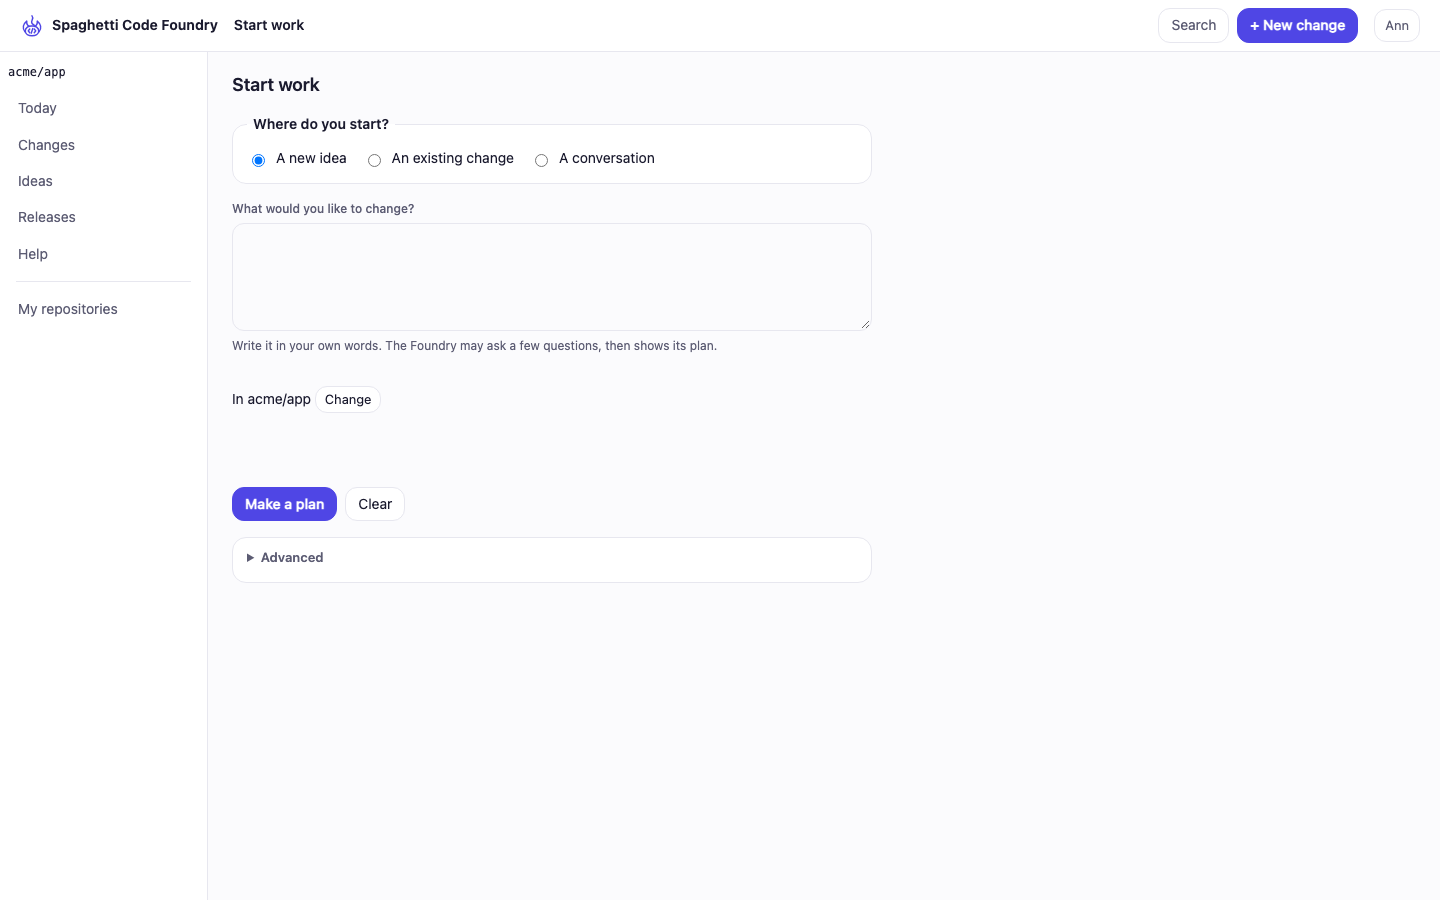 Spaghetti Code Foundry Start work Search + New change Ann
acme/app
Today
Changes
Ideas
Releases
Help
My repositories
Start work
Where do you start?
A new idea An existing change A conversation
What would you like to change?
Write it in your own words. The Foundry may ask a few questions, then shows its plan.
In acme/app Change
Make a plan Clear
Advanced